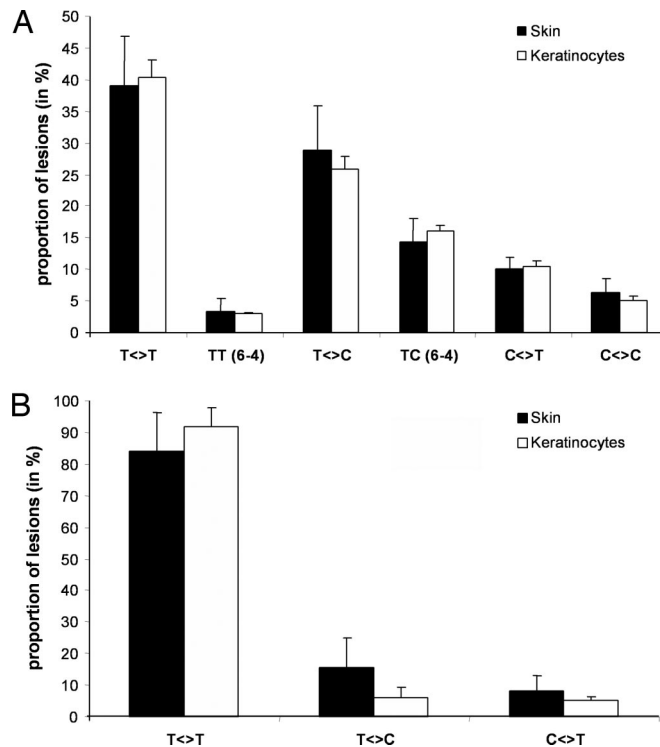 A
proportion of lesions (in %)
50
45
40
35
30
25
20
15
10
5
0
Skin
Keratinocytes
T<>T TT (6-4) T<>C TC (6-4) C<>T C<>C
B
proportion of lesions (in %)
100
90
80
70
60
50
40
30
20
10
0
Skin
Keratinocytes
T<>T T<>C C<>T